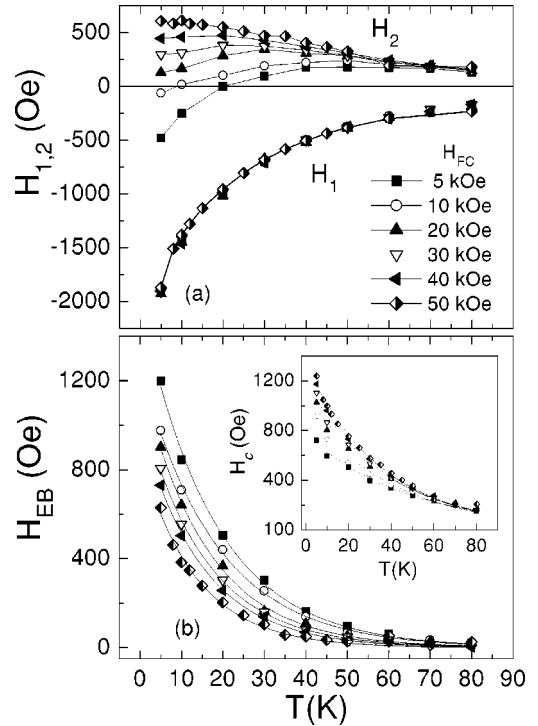 500
0
-500
-1000
-1500
-2000
H1,2 (Oe)
H2
H1
(a)
HFC
5 kOe
10 kOe
20 kOe
30 kOe
40 kOe
50 kOe
1200
800
400
0
HEB (Oe)
(b)
1200
800
400
100
Hc (Oe)
0 20 40 60 80
T(K)
0 10 20 30 40 50 60 70 80 90
T(K)